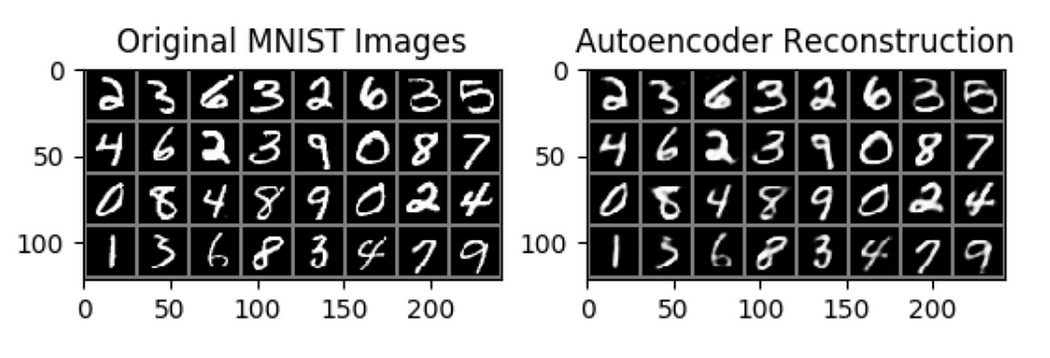 Original MNIST Images
0
50
100
2 3 6 3 2 6 3 5
4 6 2 3 9 0 8 7
0 8 4 8 9 0 2 4
1 3 6 8 3 4 7 9
0 50 100 150 200
Autoencoder Reconstruction
0
50
100
2 3 6 3 2 6 3 5
4 6 2 3 9 0 8 7
0 8 4 8 9 0 2 4
1 3 6 8 3 4 7 9
0 50 100 150 200